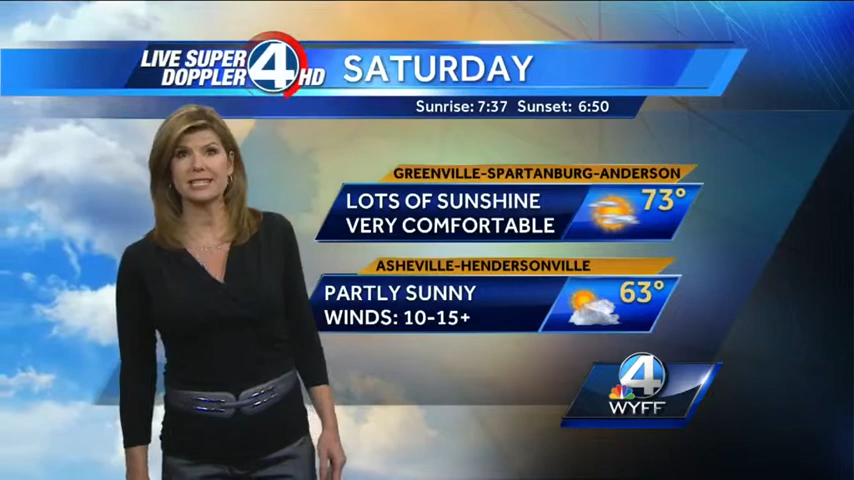 LIVE SUPER
DOPPLER 4 HD
SATURDAY
Sunrise: 7:37 Sunset: 6:50
GREENVILLE-SPARTANBURG-ANDERSON
LOTS OF SUNSHINE
VERY COMFORTABLE
73°
ASHEVILLE-HENDERSONVILLE
PARTLY SUNNY
WINDS: 10-15+
63°
4
WYFF